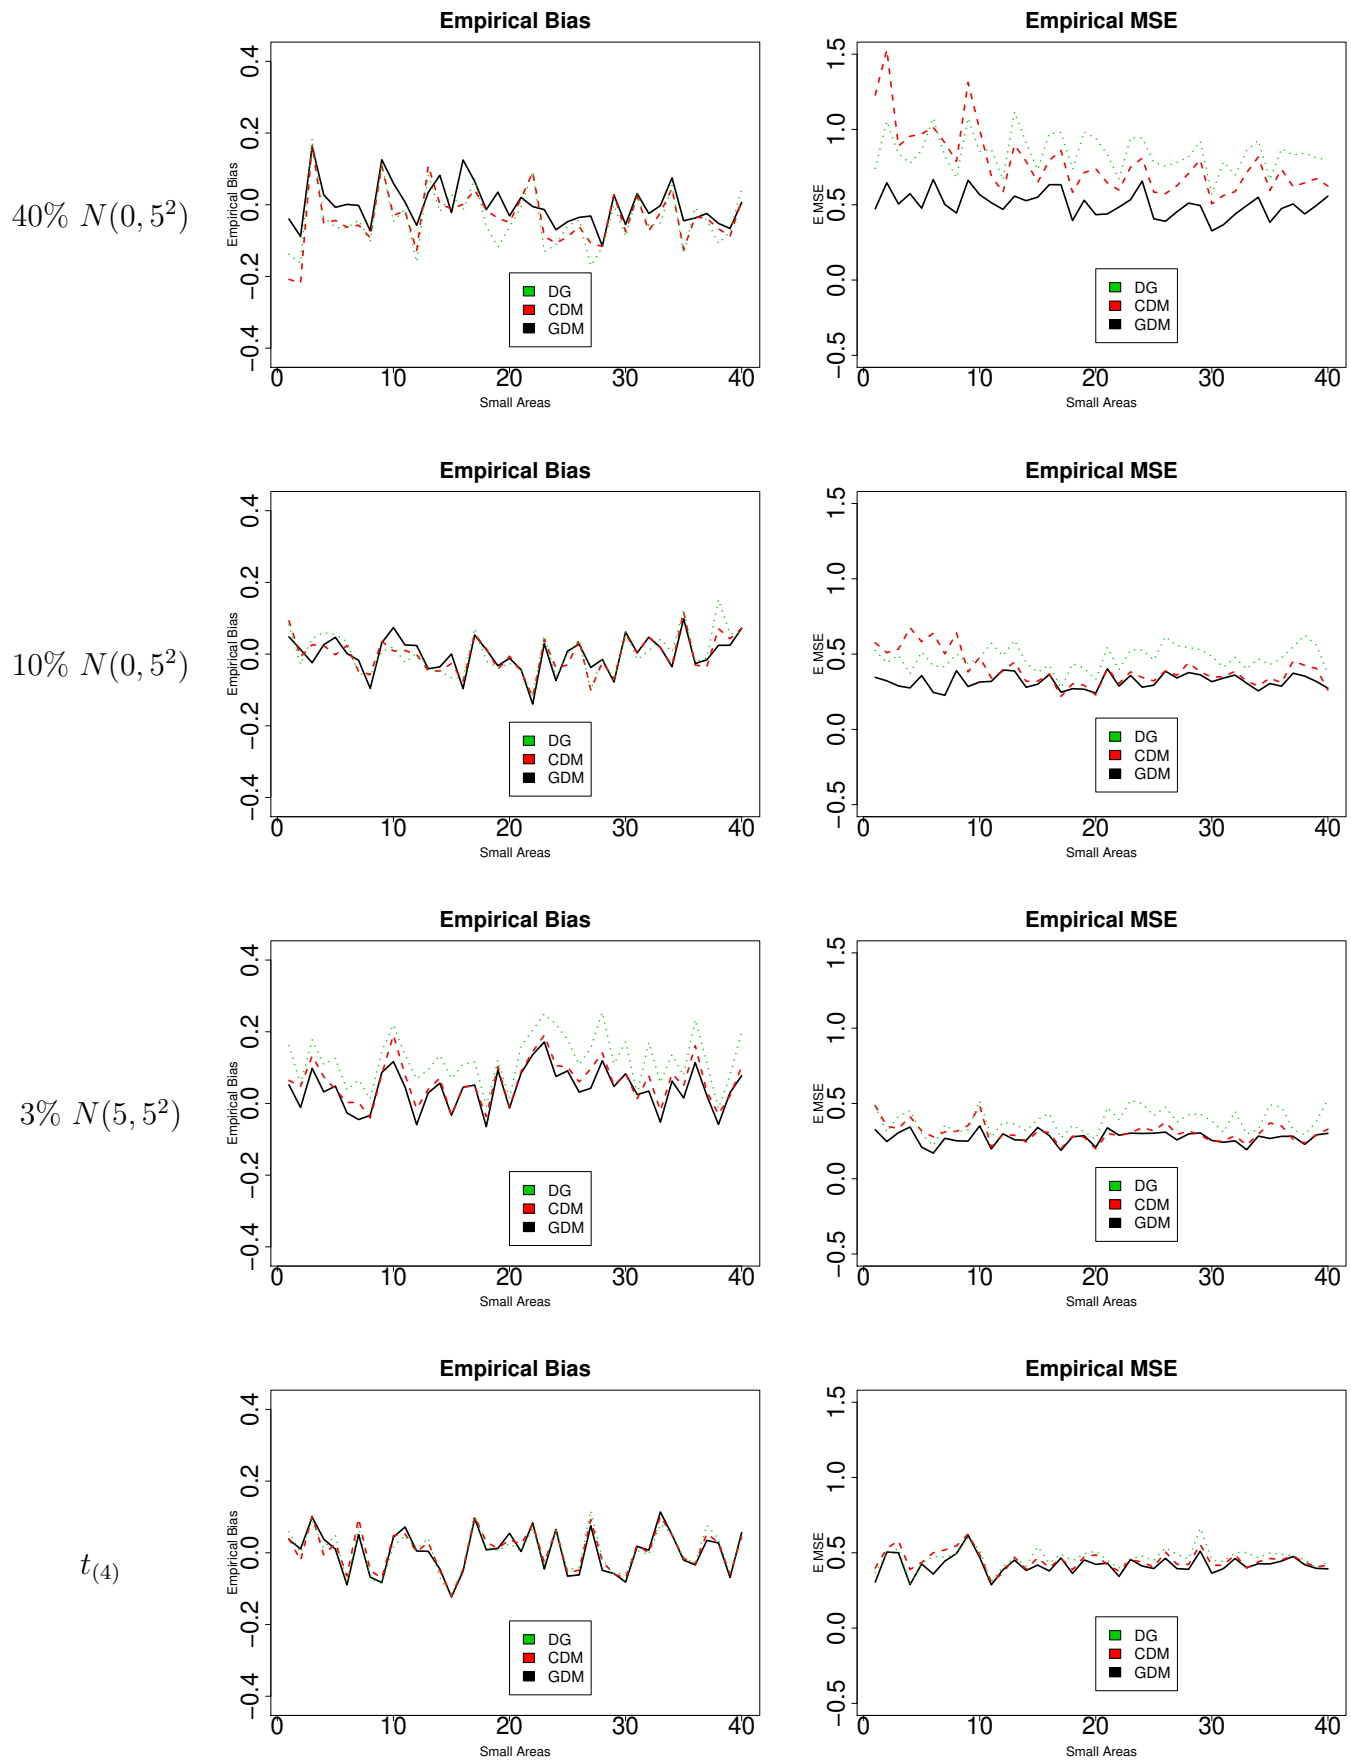 Empirical Bias
Empirical MSE
40% N(0, 5²)
Empirical Bias
−0.4 −0.2 0.0 0.2 0.4
0 10 20 30 40
Small Areas
DG
CDM
GDM
E MSE
−0.5 0.0 0.5 1.0 1.5
0 10 20 30 40
Small Areas
DG
CDM
GDM
Empirical Bias
Empirical MSE
10% N(0, 5²)
Empirical Bias
−0.4 −0.2 0.0 0.2 0.4
0 10 20 30 40
Small Areas
DG
CDM
GDM
E MSE
−0.5 0.0 0.5 1.0 1.5
0 10 20 30 40
Small Areas
DG
CDM
GDM
Empirical Bias
Empirical MSE
3% N(5, 5²)
Empirical Bias
−0.4 −0.2 0.0 0.2 0.4
0 10 20 30 40
Small Areas
DG
CDM
GDM
E MSE
−0.5 0.0 0.5 1.0 1.5
0 10 20 30 40
Small Areas
DG
CDM
GDM
Empirical Bias
Empirical MSE
t₍₄₎
Empirical Bias
−0.4 −0.2 0.0 0.2 0.4
0 10 20 30 40
Small Areas
DG
CDM
GDM
E MSE
−0.5 0.0 0.5 1.0 1.5
0 10 20 30 40
Small Areas
DG
CDM
GDM